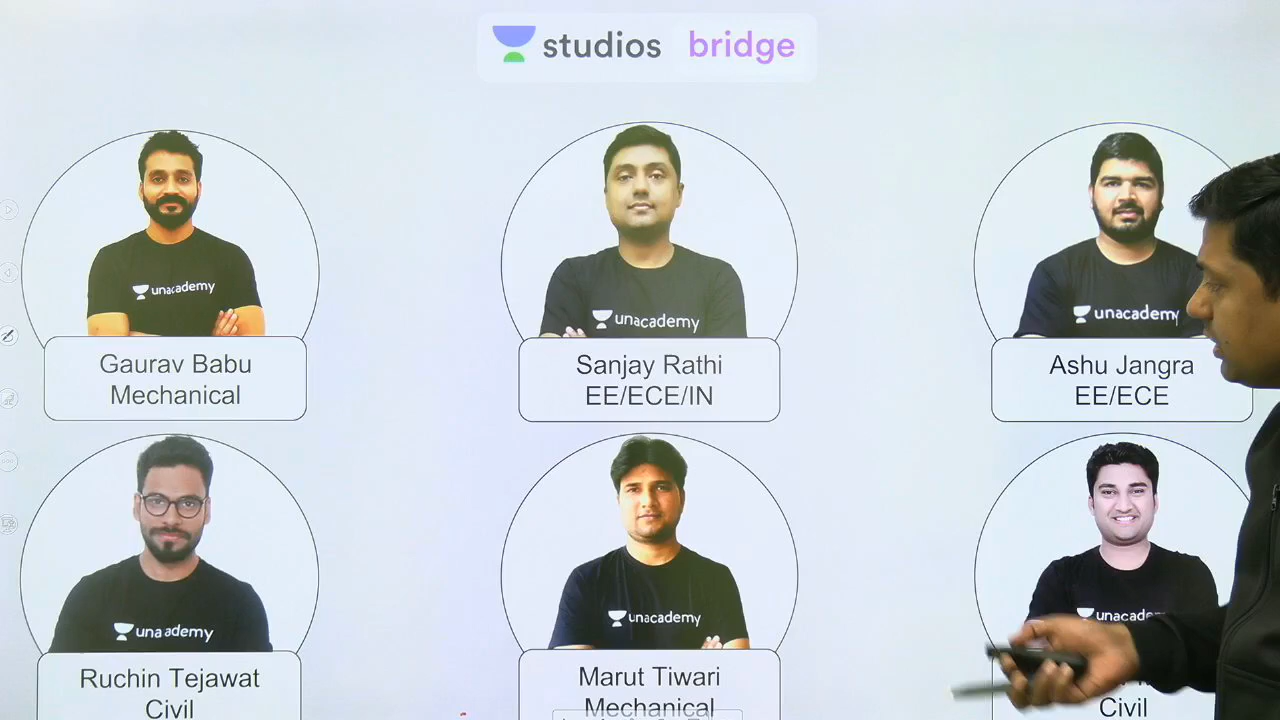 studios bridge
unacademy
unacademy
unacademy
Gaurav Babu
Mechanical
Sanjay Rathi
EE/ECE/IN
Ashu Jangra
EE/ECE
unacademy
unacademy
Ruchin Tejawat
Civil
Marut Tiwari
Mechanical
Civil